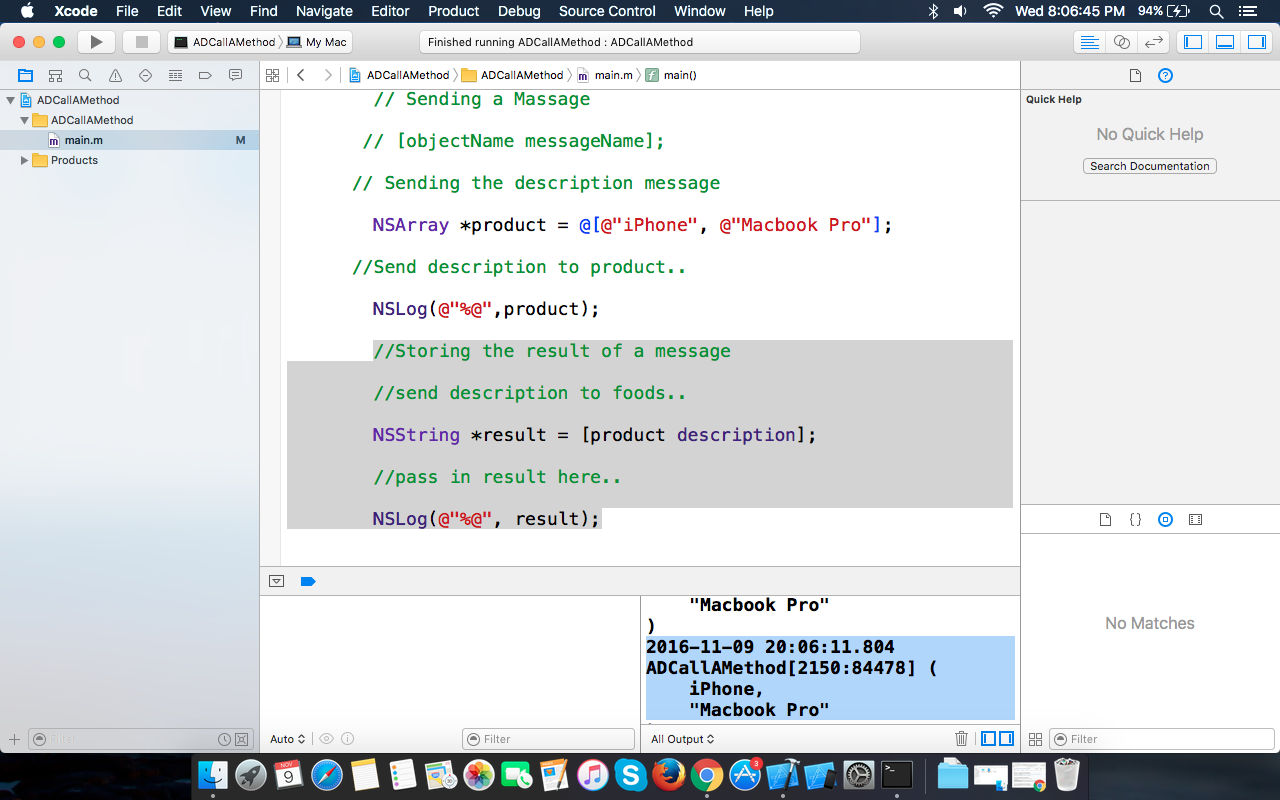 Xcode File Edit View Find Navigate Editor Product Debug Source Control Window Help Wed 8:06:45 PM 94%
ADCallAMethod My Mac Finished running ADCallAMethod : ADCallAMethod
ADCallAMethod ADCallAMethod main.m main()
ADCallAMethod
ADCallAMethod
main.m M
Products
// Sending a Massage
// [objectName messageName];
// Sending the description message
NSArray *product = @[@"iPhone", @"Macbook Pro"];
//Send description to product..
NSLog(@"%@",product);
//Storing the result of a message
//send description to foods..
NSString *result = [product description];
//pass in result here..
NSLog(@"%@", result);
Quick Help
No Quick Help
Search Documentation
No Matches
"Macbook Pro"
)
2016-11-09 20:06:11.804
ADCallAMethod[2150:84478] (
iPhone,
"Macbook Pro"
Auto Filter All Output Filter
NOV
9
3